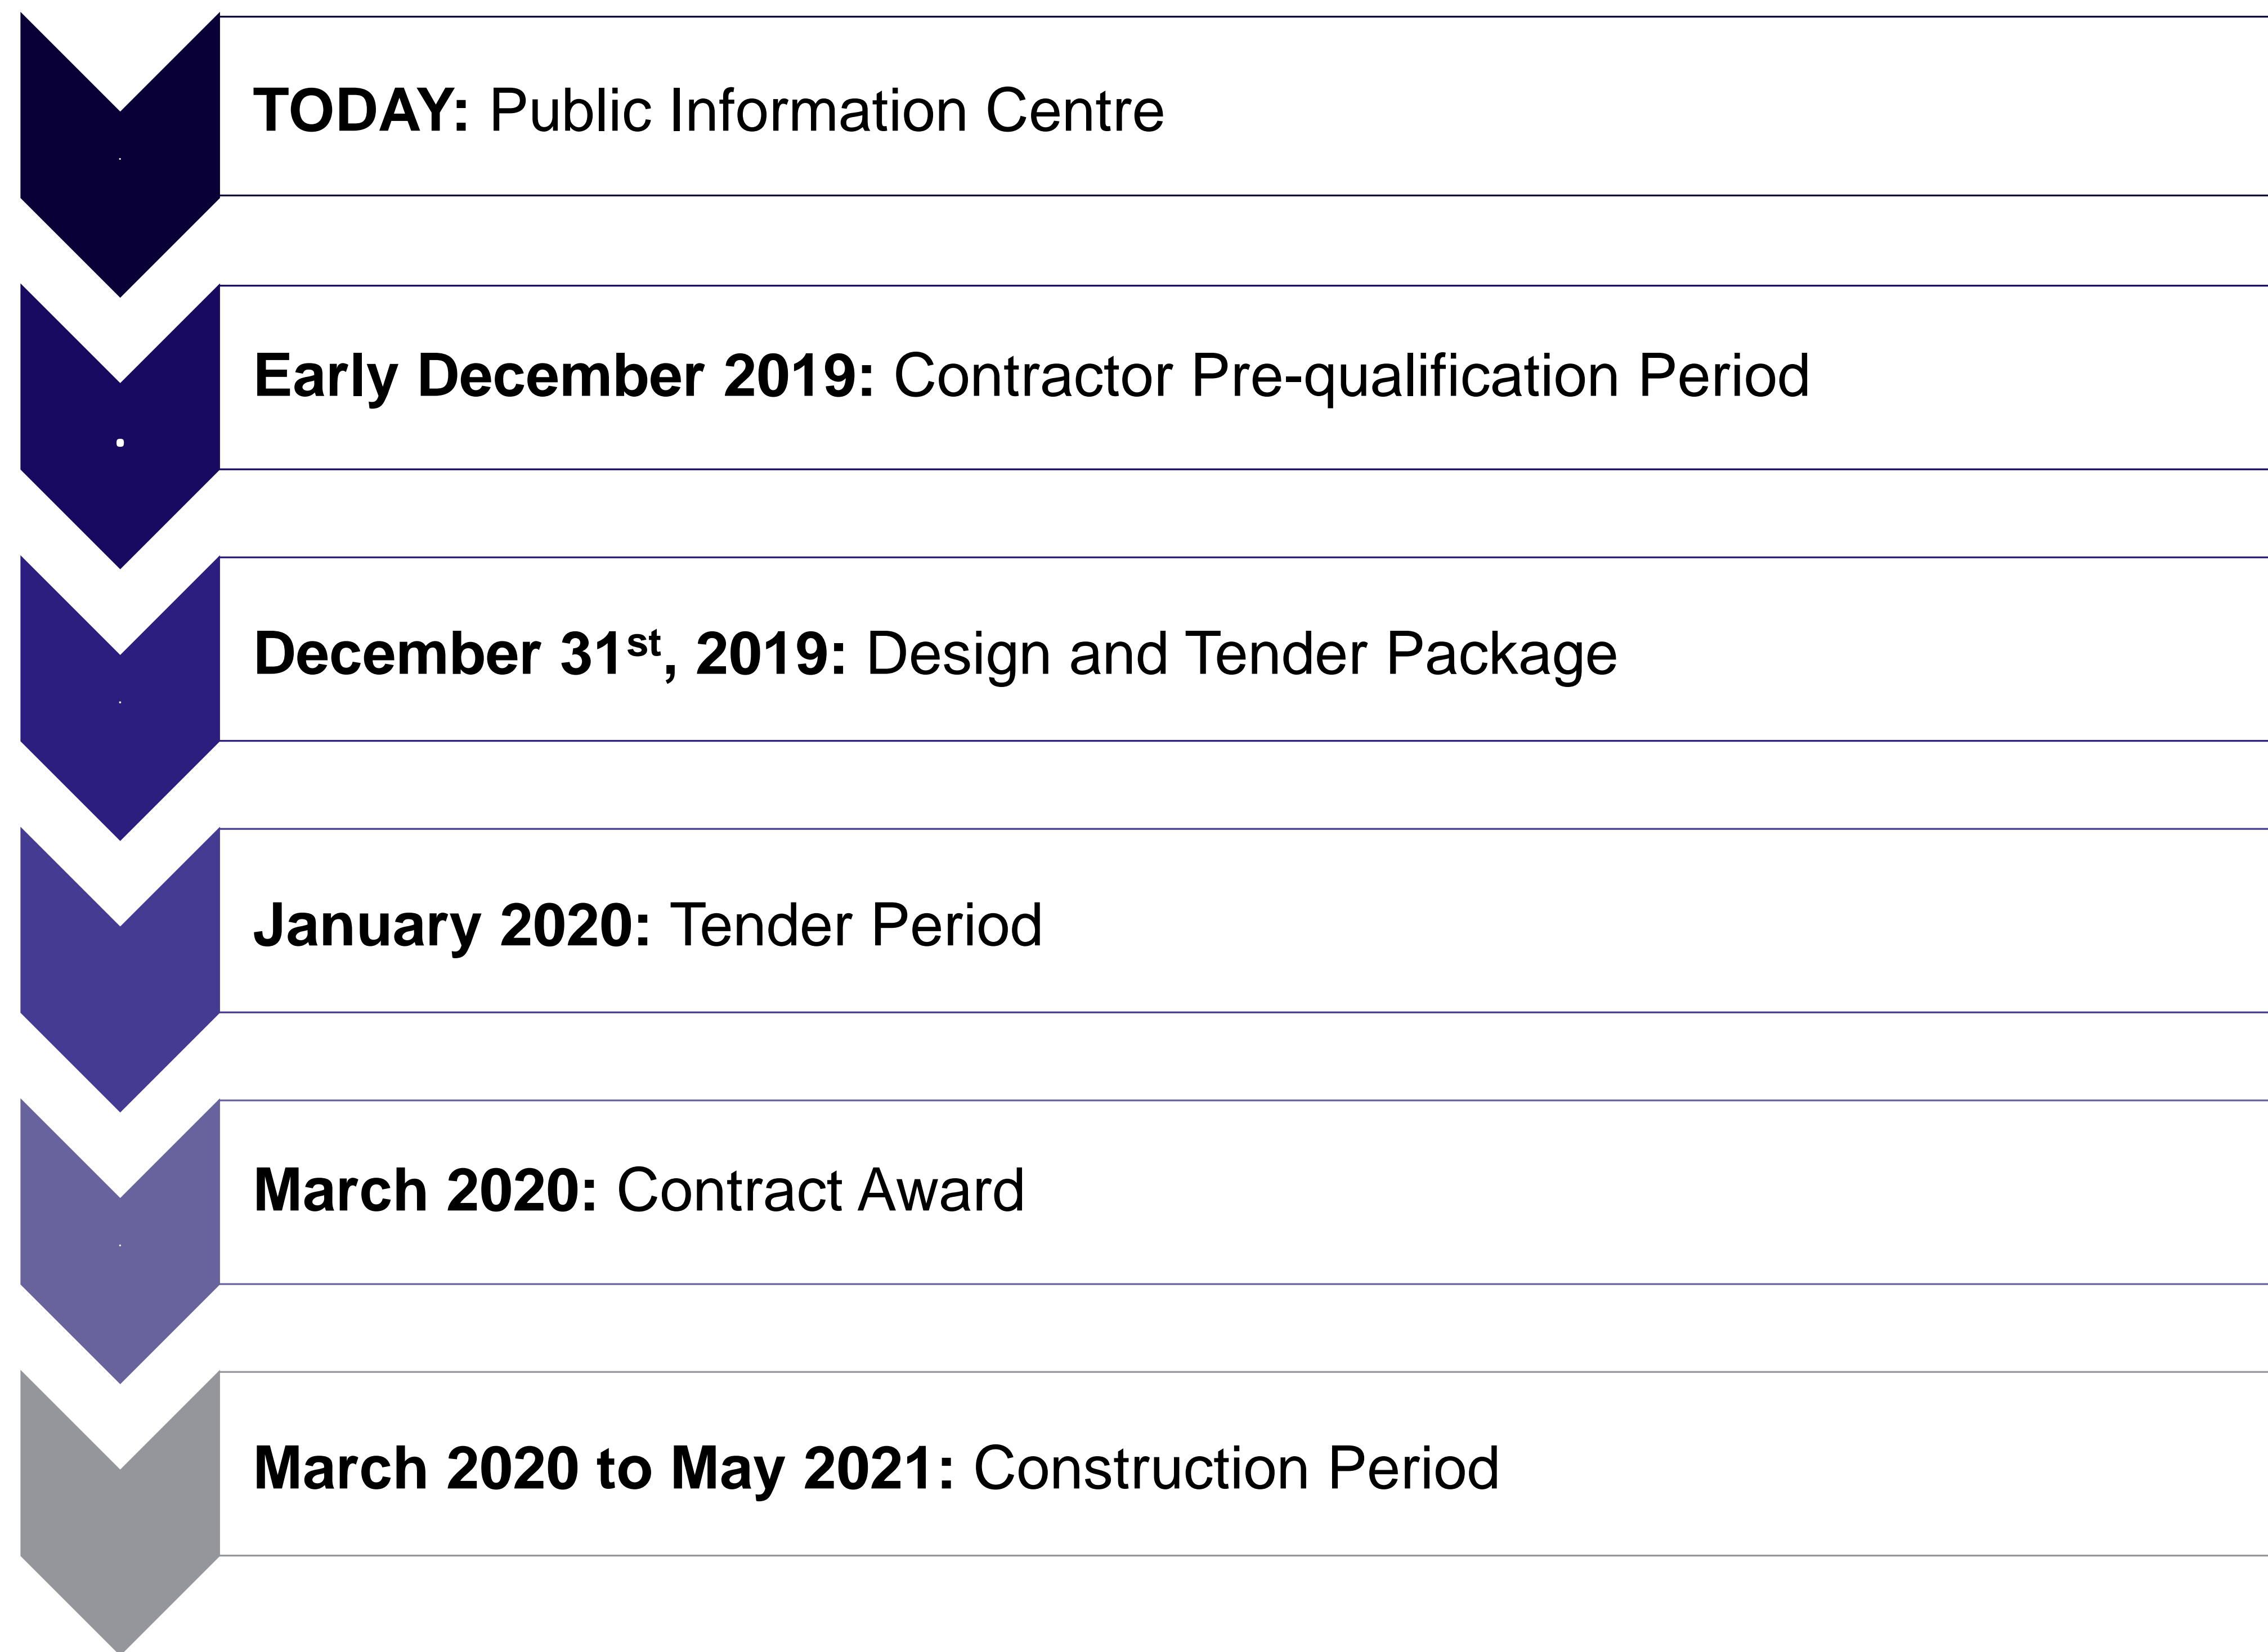 TODAY: Public Information Centre
Early December 2019: Contractor Pre-qualification Period
December 31st, 2019: Design and Tender Package
January 2020: Tender Period
March 2020: Contract Award
March 2020 to May 2021: Construction Period